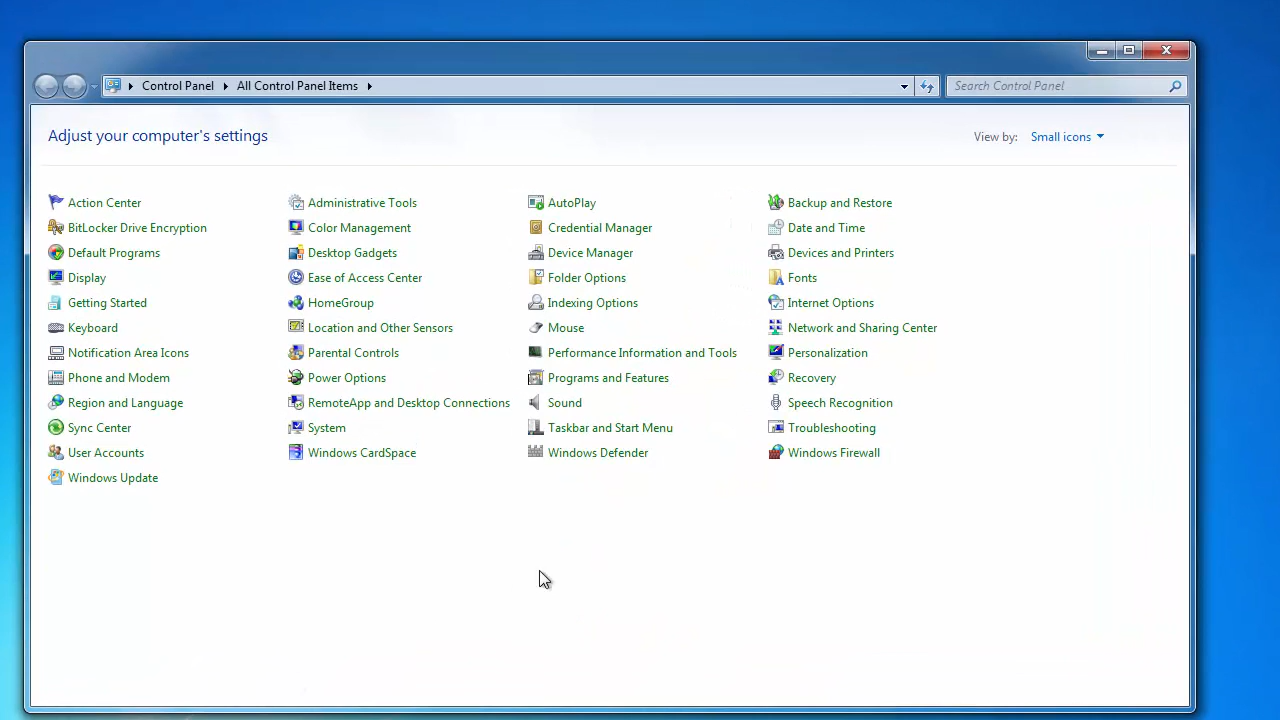 Control Panel All Control Panel Items
Search Control Panel
Adjust your computer's settings
View by: Small icons
Action Center Administrative Tools AutoPlay Backup and Restore
BitLocker Drive Encryption Color Management Credential Manager Date and Time
Default Programs Desktop Gadgets Device Manager Devices and Printers
Display Ease of Access Center Folder Options Fonts
Getting Started HomeGroup Indexing Options Internet Options
Keyboard Location and Other Sensors Mouse Network and Sharing Center
Notification Area Icons Parental Controls Performance Information and Tools Personalization
Phone and Modem Power Options Programs and Features Recovery
Region and Language RemoteApp and Desktop Connections Sound Speech Recognition
Sync Center System Taskbar and Start Menu Troubleshooting
User Accounts Windows CardSpace Windows Defender Windows Firewall
Windows Update